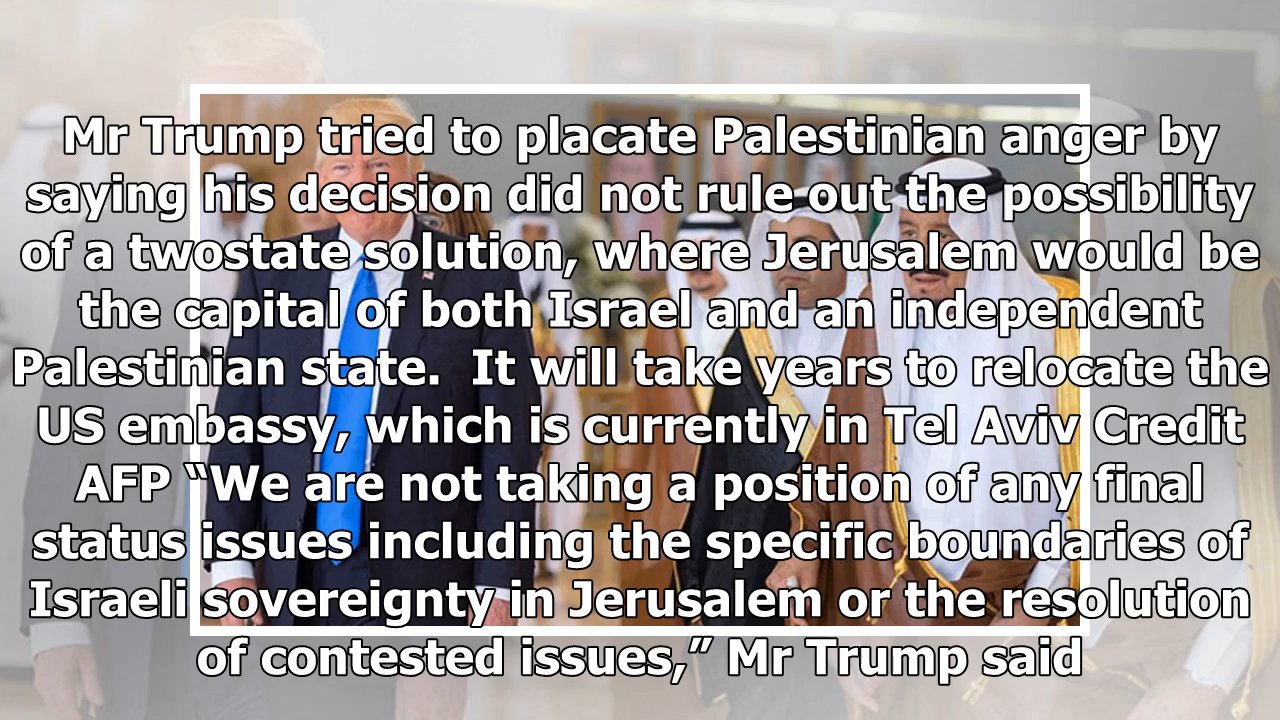 Mr Trump tried to placate Palestinian anger by
saying his decision did not rule out the possibility
of a twostate solution, where Jerusalem would be
the capital of both Israel and an independent
Palestinian state.  It will take years to relocate the
US embassy, which is currently in Tel Aviv Credit
AFP “We are not taking a position of any final
status issues including the specific boundaries of
Israeli sovereignty in Jerusalem or the resolution
of contested issues,” Mr Trump said